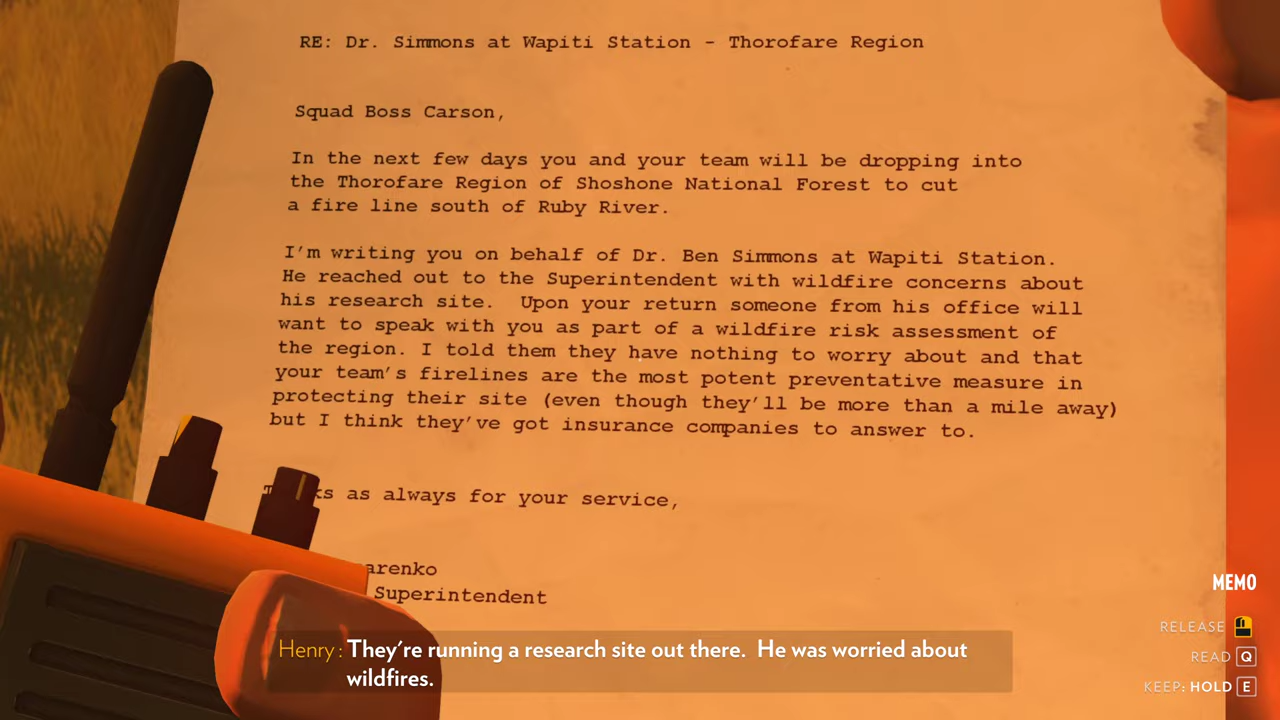 RE: Dr. Simmons at Wapiti Station - Thorofare Region
Squad Boss Carson,
In the next few days you and your team will be dropping into
the Thorofare Region of Shoshone National Forest to cut
a fire line south of Ruby River.
I'm writing you on behalf of Dr. Ben Simmons at Wapiti Station.
He reached out to the Superintendent with wildfire concerns about
his research site. Upon your return someone from his office will
want to speak with you as part of a wildfire risk assessment of
the region. I told them they have nothing to worry about and that
your team's firelines are the most potent preventative measure in
protecting their site (even though they'll be more than a mile away)
but I think they've got insurance companies to answer to.
as always for your service,
Superintendent
Henry: They're running a research site out there. He was worried about
wildfires.
MEMO
RELEASE
READ Q
KEEP: HOLD E